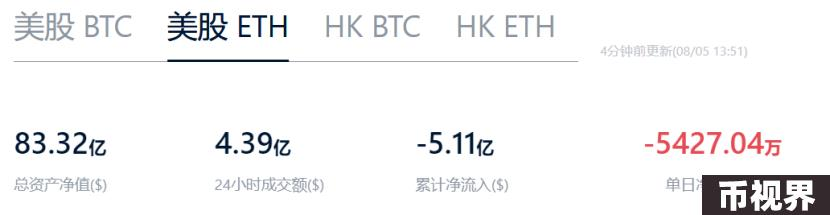 美股 BTC 美股 ETH HK BTC HK ETH
4分钟前更新(08/05 13:51)
83.32亿 4.39亿 -5.11亿 -5427.04万
总资产净值($) 24小时成交额($) 累计净流入($) 单日净
币视界